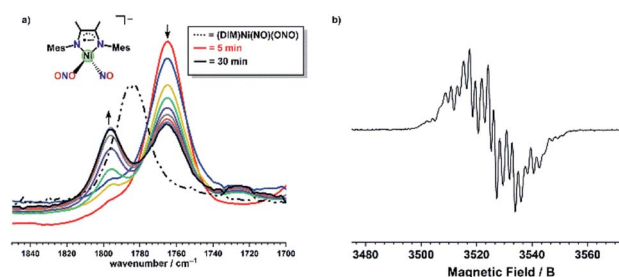 a)
b)
Mes
N
N
Mes
Ni
ONO
NO
−
= (DIM)Ni(NO)(ONO)
= 5 min
= 30 min
1840 1820 1800 1780 1760 1740 1720 1700
wavenumber / cm⁻¹
3480 3500 3520 3540 3560
Magnetic Field / B